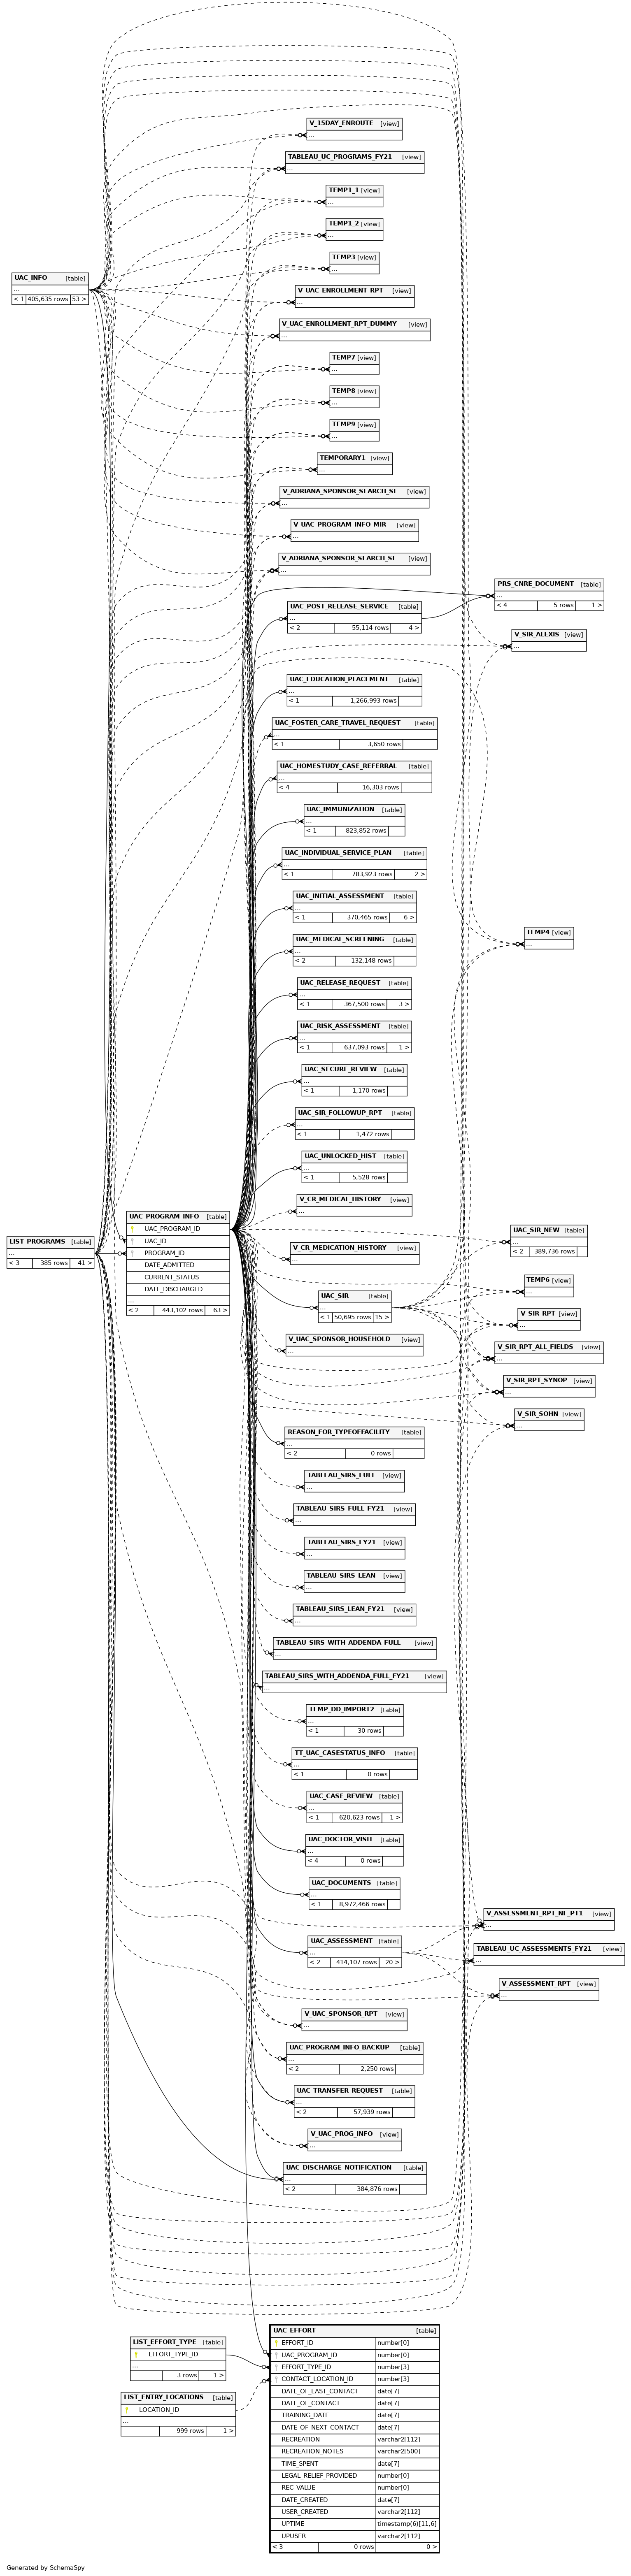 V_15DAY_ENROUTE [view]
...
TABLEAU_UC_PROGRAMS_FY21 [view]
...
TEMP1_1 [view]
...
TEMP1_2 [view]
...
TEMP3 [view]
...
UAC_INFO [table]
...
< 1 405,635 rows 53 >
V_UAC_ENROLLMENT_RPT [view]
...
V_UAC_ENROLLMENT_RPT_DUMMY [view]
...
TEMP7 [view]
...
TEMP8 [view]
...
TEMP9 [view]
...
TEMPORARY1 [view]
...
V_ADRIANA_SPONSOR_SEARCH_SI [view]
...
V_UAC_PROGRAM_INFO_MIR [view]
...
V_ADRIANA_SPONSOR_SEARCH_SL [view]
...
PRS_CNRE_DOCUMENT [table]
...
< 4 5 rows 1 >
UAC_POST_RELEASE_SERVICE [table]
...
< 2 55,114 rows 4 >
V_SIR_ALEXIS [view]
...
UAC_EDUCATION_PLACEMENT [table]
...
< 1 1,266,993 rows
UAC_FOSTER_CARE_TRAVEL_REQUEST [table]
...
< 1 3,650 rows
UAC_HOMESTUDY_CASE_REFERRAL [table]
...
< 4 16,303 rows
UAC_IMMUNIZATION [table]
...
< 1 823,852 rows
UAC_INDIVIDUAL_SERVICE_PLAN [table]
...
< 1 783,923 rows 2 >
UAC_INITIAL_ASSESSMENT [table]
...
< 1 370,465 rows 6 >
TEMP4 [view]
...
UAC_MEDICAL_SCREENING [table]
...
< 2 132,148 rows
UAC_RELEASE_REQUEST [table]
...
< 1 367,500 rows 3 >
UAC_RISK_ASSESSMENT [table]
...
< 1 637,093 rows 1 >
UAC_SECURE_REVIEW [table]
...
< 1 1,170 rows
UAC_SIR_FOLLOWUP_RPT [table]
...
< 1 1,472 rows
UAC_UNLOCKED_HIST [table]
...
< 1 5,528 rows
V_CR_MEDICAL_HISTORY [view]
...
LIST_PROGRAMS [table]
...
< 3 385 rows 41 >
UAC_PROGRAM_INFO [table]
UAC_PROGRAM_ID
UAC_ID
PROGRAM_ID
DATE_ADMITTED
CURRENT_STATUS
DATE_DISCHARGED
...
< 2 443,102 rows 63 >
V_CR_MEDICATION_HISTORY [view]
...
UAC_SIR_NEW [table]
...
< 2 389,736 rows
TEMP6 [view]
...
UAC_SIR [table]
...
< 1 50,695 rows 15 >
V_SIR_RPT [view]
...
V_UAC_SPONSOR_HOUSEHOLD [view]
...
V_SIR_RPT_ALL_FIELDS [view]
...
V_SIR_RPT_SYNOP [view]
...
V_SIR_SOHN [view]
...
REASON_FOR_TYPEOFFACILITY [table]
...
< 2 0 rows
TABLEAU_SIRS_FULL [view]
...
TABLEAU_SIRS_FULL_FY21 [view]
...
TABLEAU_SIRS_FY21 [view]
...
TABLEAU_SIRS_LEAN [view]
...
TABLEAU_SIRS_LEAN_FY21 [view]
...
TABLEAU_SIRS_WITH_ADDENDA_FULL [view]
...
TABLEAU_SIRS_WITH_ADDENDA_FULL_FY21 [view]
...
TEMP_DD_IMPORT2 [table]
...
< 1 30 rows
TT_UAC_CASESTATUS_INFO [table]
...
< 1 0 rows
UAC_CASE_REVIEW [table]
...
< 1 620,623 rows 1 >
UAC_DOCTOR_VISIT [table]
...
< 4 0 rows
UAC_DOCUMENTS [table]
...
< 1 8,972,466 rows
V_ASSESSMENT_RPT_NF_PT1 [view]
...
UAC_ASSESSMENT [table]
...
< 2 414,107 rows 20 >
TABLEAU_UC_ASSESSMENTS_FY21 [view]
...
V_ASSESSMENT_RPT [view]
...
V_UAC_SPONSOR_RPT [view]
...
UAC_PROGRAM_INFO_BACKUP [table]
...
< 2 2,250 rows
UAC_TRANSFER_REQUEST [table]
...
< 2 57,939 rows
V_UAC_PROG_INFO [view]
...
UAC_DISCHARGE_NOTIFICATION [table]
...
< 2 384,876 rows
LIST_EFFORT_TYPE [table]
EFFORT_TYPE_ID
...
3 rows 1 >
LIST_ENTRY_LOCATIONS [table]
LOCATION_ID
...
999 rows 1 >
UAC_EFFORT [table]
EFFORT_ID number[0]
UAC_PROGRAM_ID number[0]
EFFORT_TYPE_ID number[3]
CONTACT_LOCATION_ID number[3]
DATE_OF_LAST_CONTACT date[7]
DATE_OF_CONTACT date[7]
TRAINING_DATE date[7]
DATE_OF_NEXT_CONTACT date[7]
RECREATION varchar2[112]
RECREATION_NOTES varchar2[500]
TIME_SPENT date[7]
LEGAL_RELIEF_PROVIDED number[0]
REC_VALUE number[0]
DATE_CREATED date[7]
USER_CREATED varchar2[112]
UPTIME timestamp(6)[11,6]
UPUSER varchar2[112]
< 3 0 rows 0 >
Generated by SchemaSpy